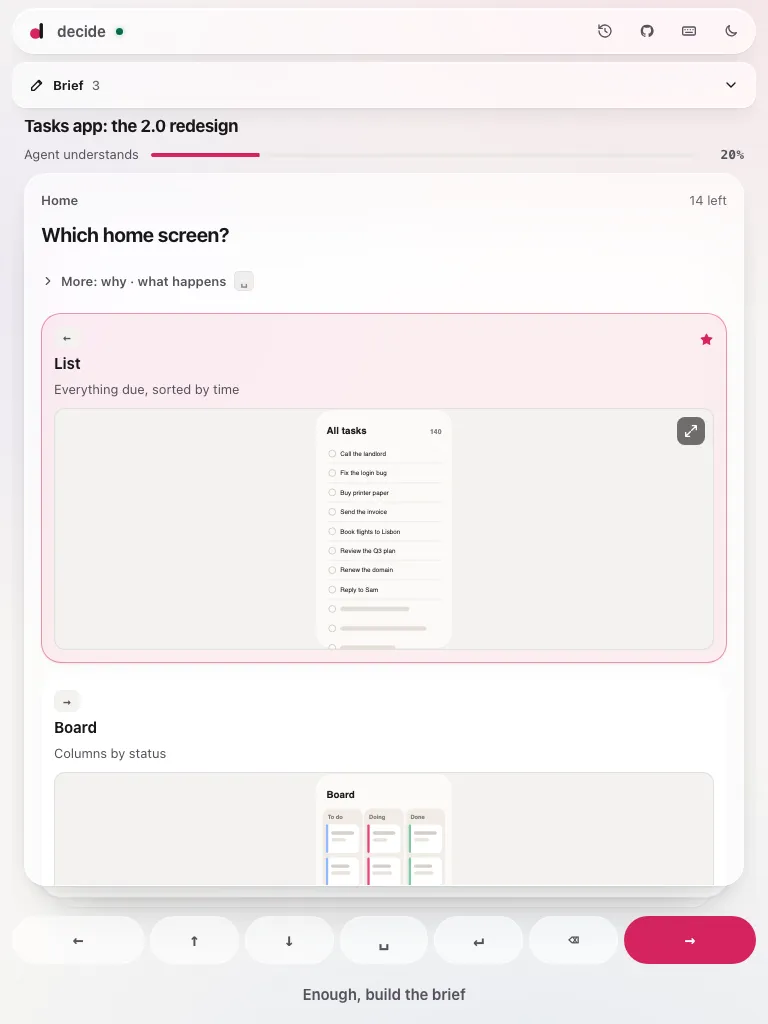 decide
Brief 3
Tasks app: the 2.0 redesign
Agent understands 20%
Home 14 left
Which home screen?
More: why · what happens ␣
←
List
Everything due, sorted by time
All tasks 140
Call the landlord
Fix the login bug
Buy printer paper
Send the invoice
Book flights to Lisbon
Review the Q3 plan
Renew the domain
Reply to Sam
→
Board
Columns by status
Board
To do Doing Done
← ↑ ↓ ␣ ↵ ⌫ →
Enough, build the brief